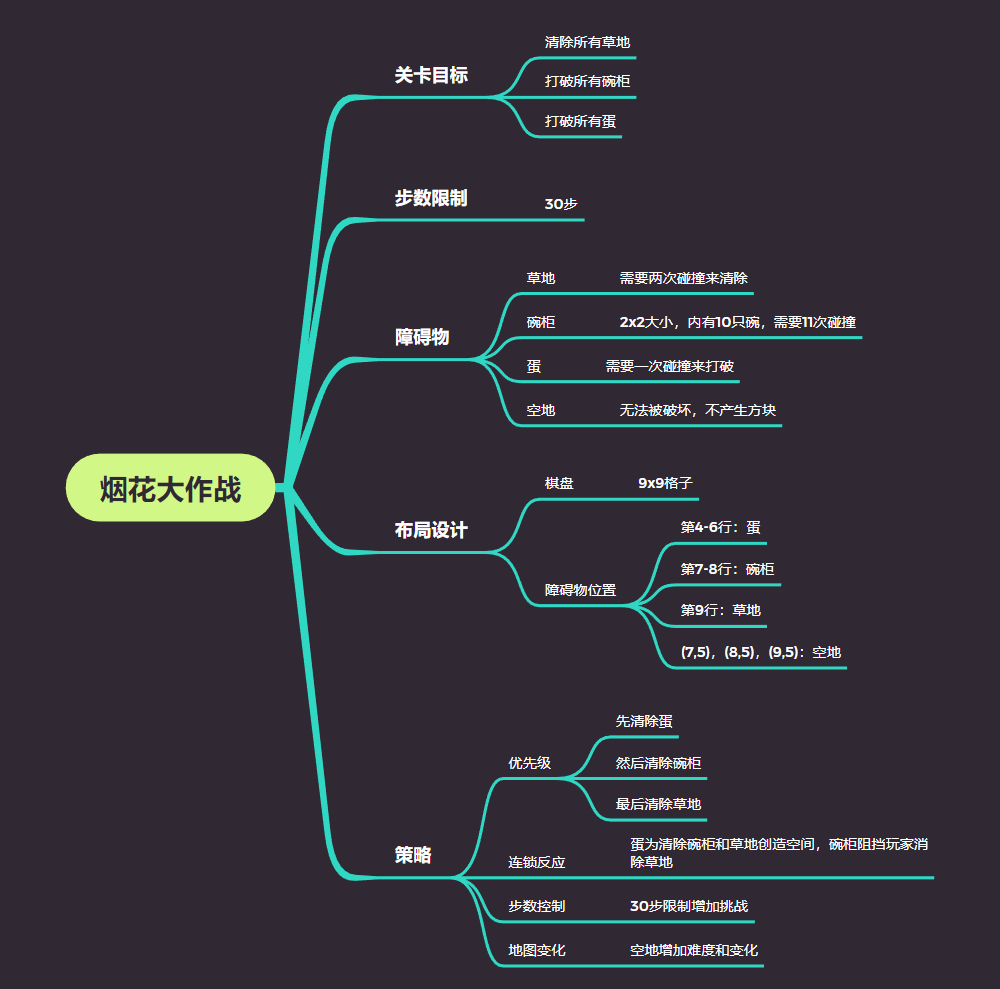 烟花大作战
关卡目标
清除所有草地
打破所有碗柜
打破所有蛋
步数限制
30步
障碍物
草地
需要两次碰撞来清除
碗柜
2x2大小，内有10只碗，需要11次碰撞
蛋
需要一次碰撞来打破
空地
无法被破坏，不产生方块
布局设计
棋盘
9x9格子
障碍物位置
第4-6行：蛋
第7-8行：碗柜
第9行：草地
(7,5)，(8,5)，(9,5)：空地
策略
优先级
先清除蛋
然后清除碗柜
最后清除草地
连锁反应
蛋为清除碗柜和草地创造空间，碗柜阻挡玩家消
除草地
步数控制
30步限制增加挑战
地图变化
空地增加难度和变化